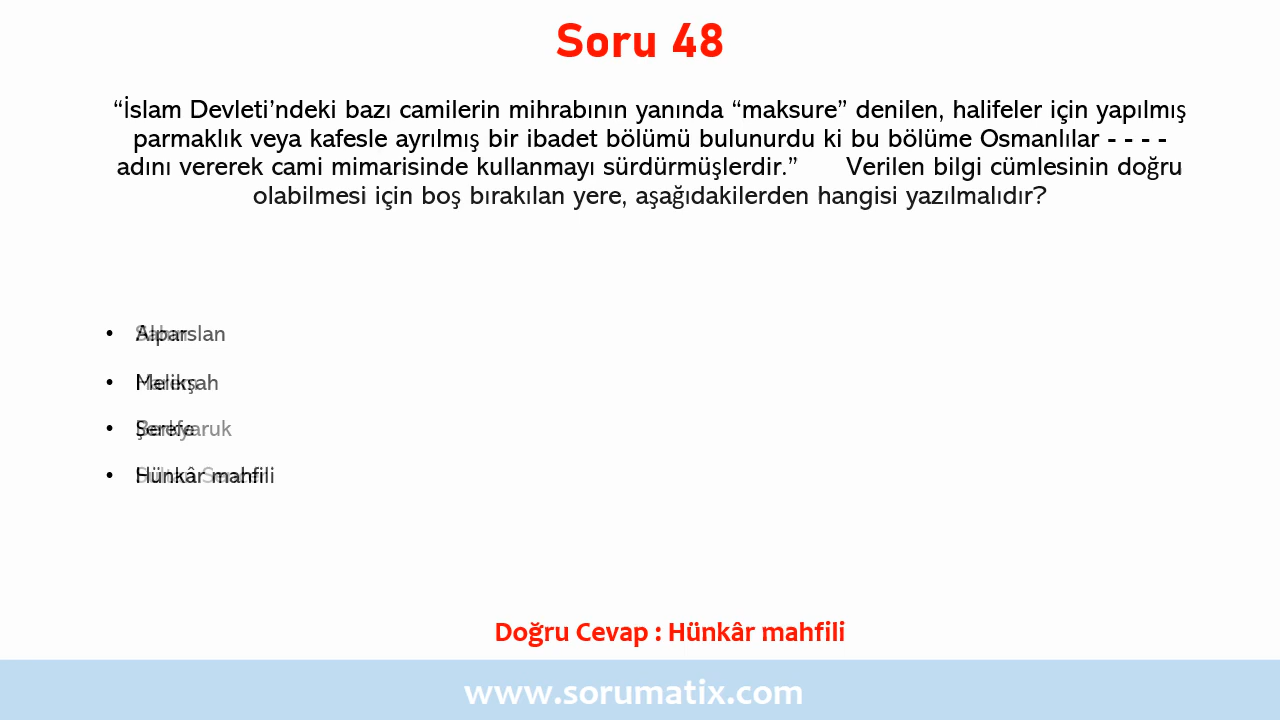 Soru 48
“İslam Devleti’ndeki bazı camilerin mihrabının yanında “maksure” denilen, halifeler için yapılmış
parmaklık veya kafesle ayrılmış bir ibadet bölümü bulunurdu ki bu bölüme Osmanlılar - - - -
adını vererek cami mimarisinde kullanmayı sürdürmüşlerdir.” Verilen bilgi cümlesinin doğru
olabilmesi için boş bırakılan yere, aşağıdakilerden hangisi yazılmalıdır?
• Alparslan
• Melikşah
• Şerefe
• Hünkâr mahfili
Doğru Cevap : Hünkâr mahfili
www.sorumatix.com